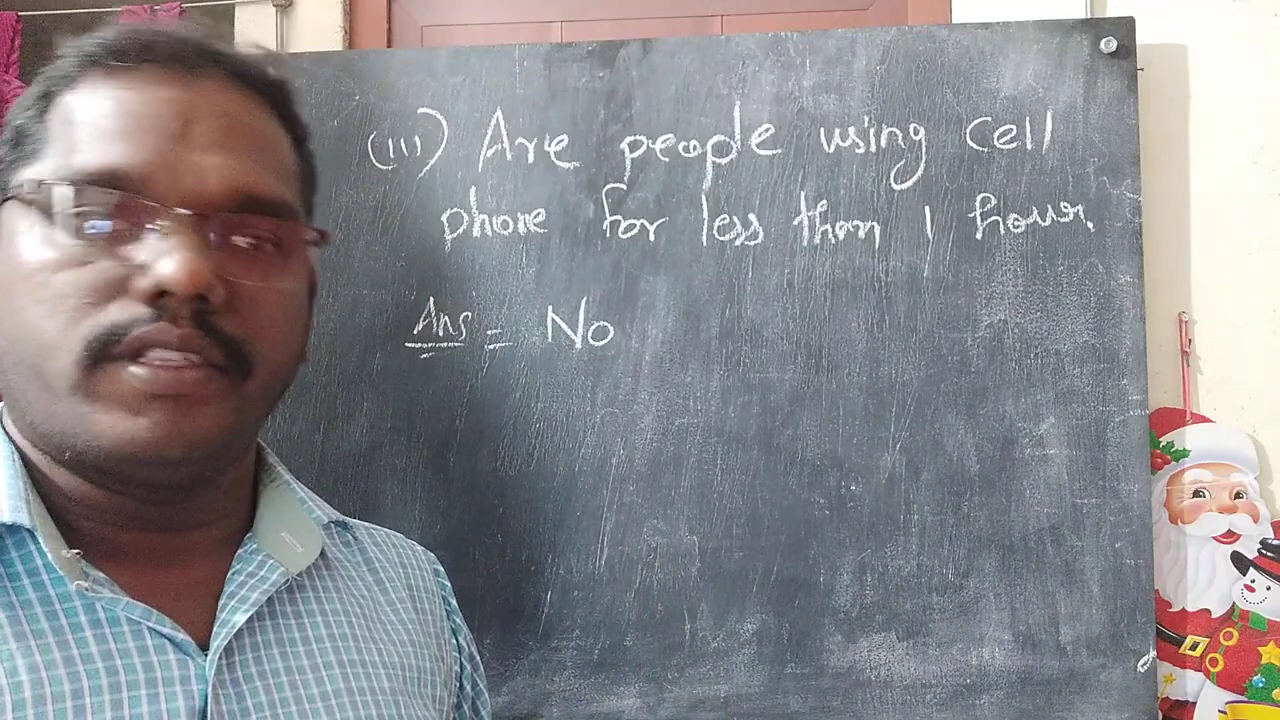 (iii) Are people using cell
phone for less than 1 hour.
Ans = No